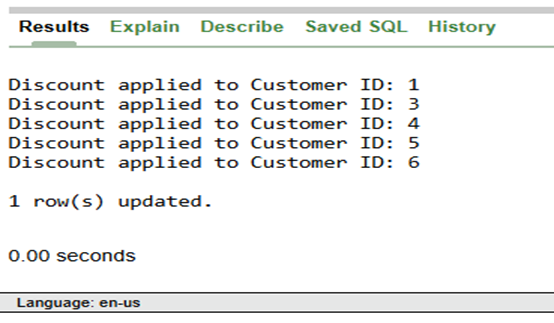 Results Explain Describe Saved SQL History
Discount applied to Customer ID: 1
Discount applied to Customer ID: 3
Discount applied to Customer ID: 4
Discount applied to Customer ID: 5
Discount applied to Customer ID: 6
1 row(s) updated.
0.00 seconds
Language: en-us